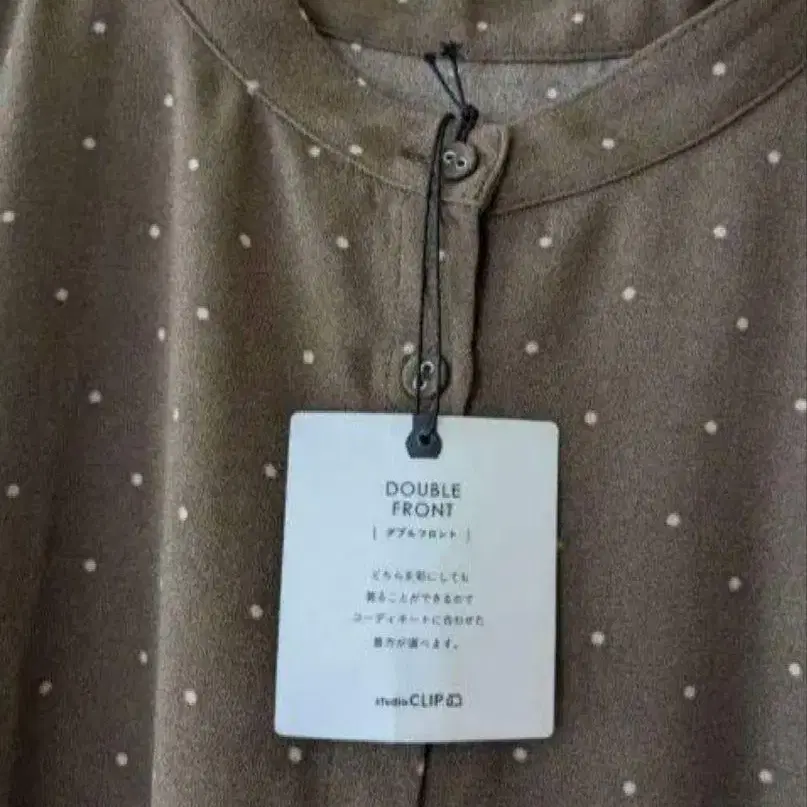 DOUBLE
FRONT
[ ダブルフロント ]
どちらを前にしても
着ることができるので
コーディネートに合わせた
着方が選べます。
studio CLIP